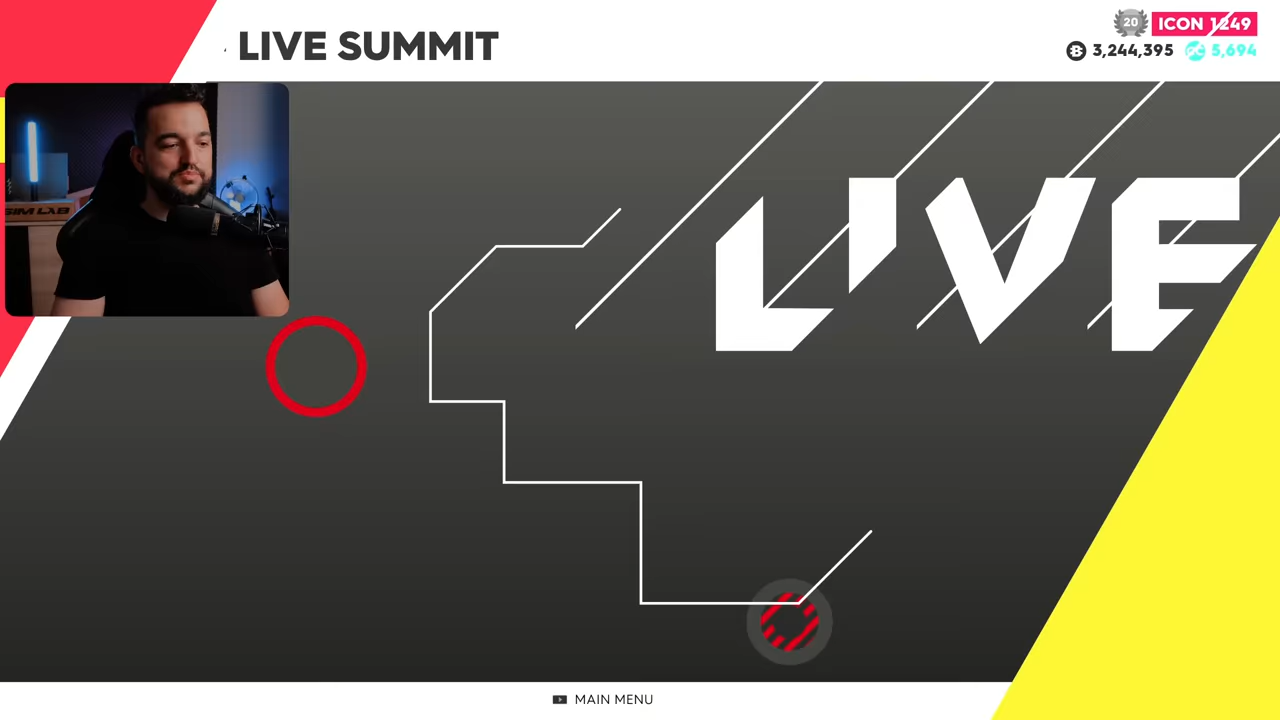 LIVE SUMMIT
20
ICON 1249
3,244,395
5,694
SIM LAB
LIVE
MAIN MENU